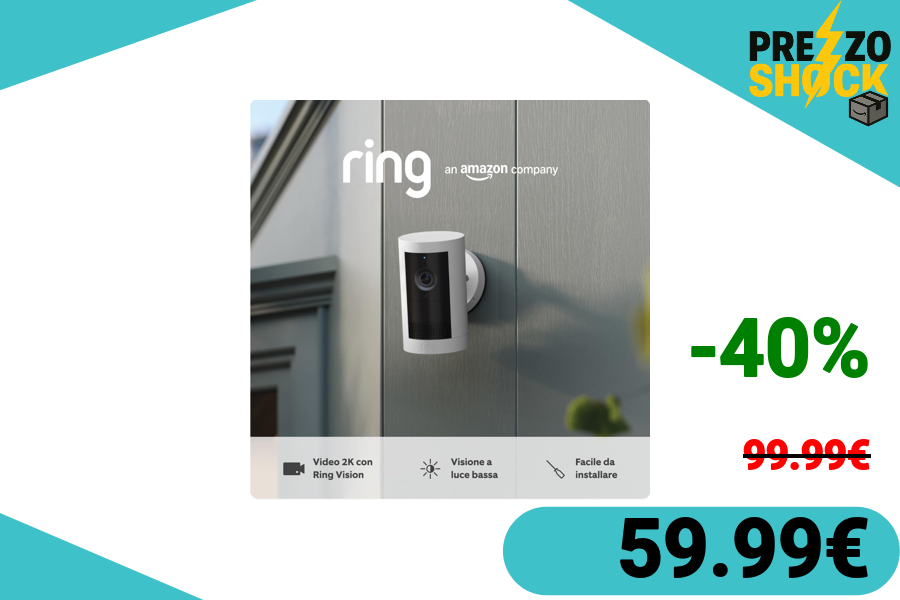 PREZZO
SHOCK
ring an amazon company
Video 2K con
Ring Vision
Visione a
luce bassa
Facile da
installare
-40%
99.99€
59.99€